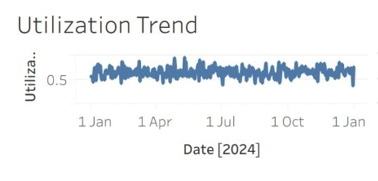 Utilization Trend
Utiliza..
0.5
1 Jan 1 Apr 1 Jul 1 Oct 1 Jan
Date [2024]